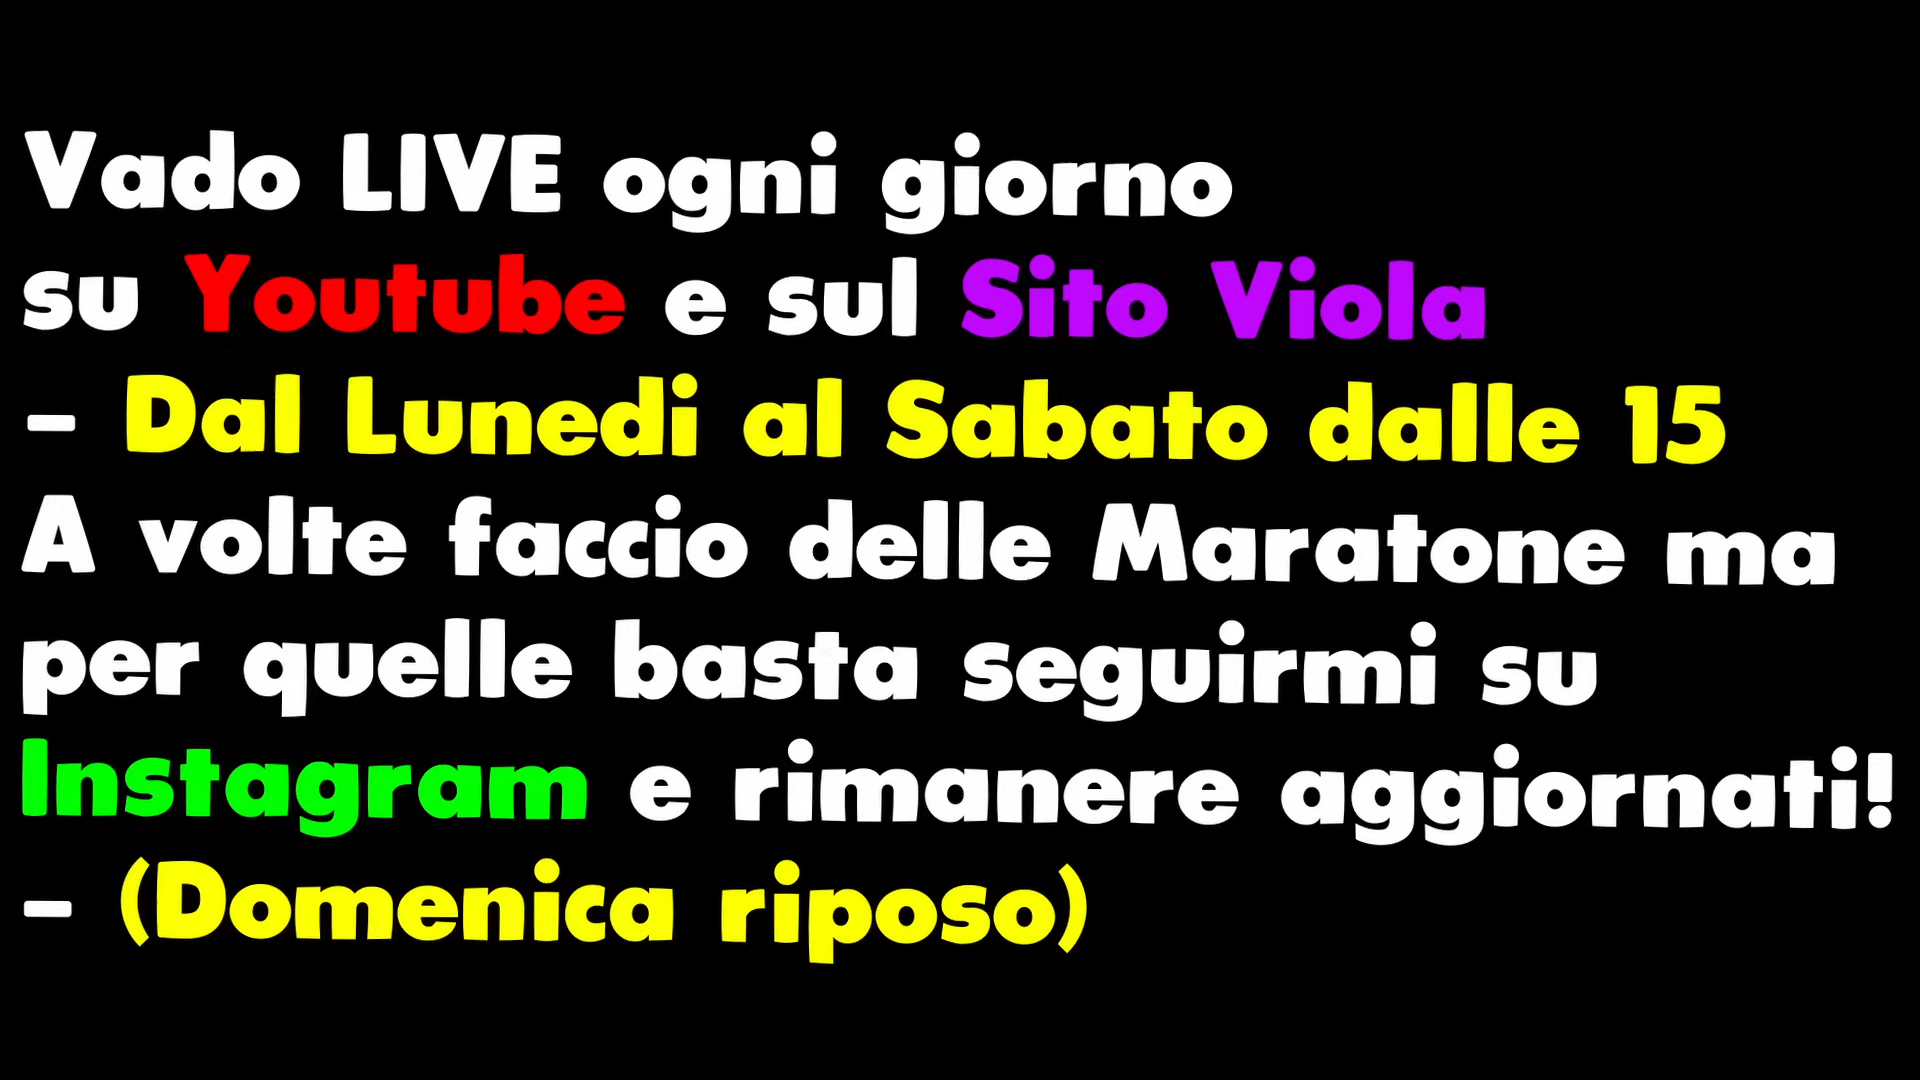 Vado LIVE ogni giorno
su Youtube e sul Sito Viola
- Dal Lunedi al Sabato dalle 15
A volte faccio delle Maratone ma
per quelle basta seguirmi su
Instagram e rimanere aggiornati!
- (Domenica riposo)